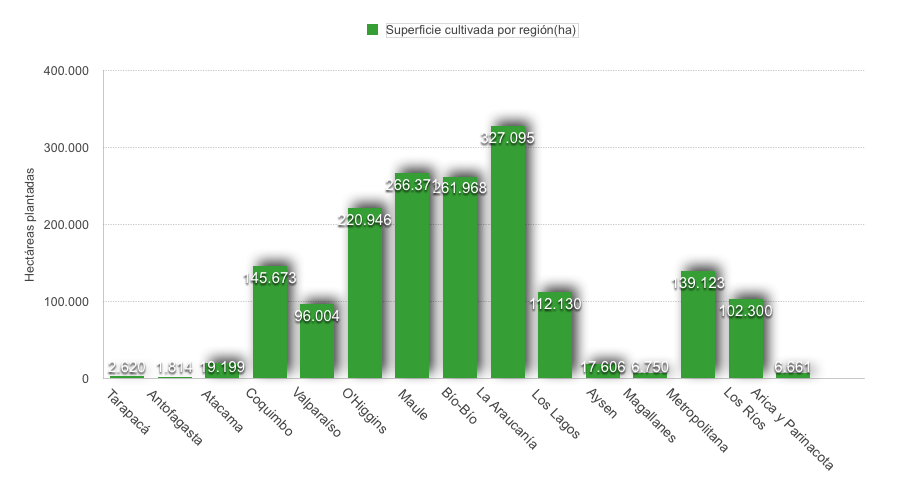 Superficie cultivada por región(ha)
400.000
300.000
200.000
100.000
0
Hectáreas plantadas
2.620
1.814
19.199
145.673
96.004
220.946
266.371
261.968
327.095
112.130
17.606
6.750
139.123
102.300
6.661
Tarapacá
Antofagasta
Atacama
Coquimbo
Valparaíso
O'Higgins
Maule
Bío-Bío
La Araucanía
Los Lagos
Aysen
Magallanes
Metropolitana
Los Ríos
Arica y Parinacota